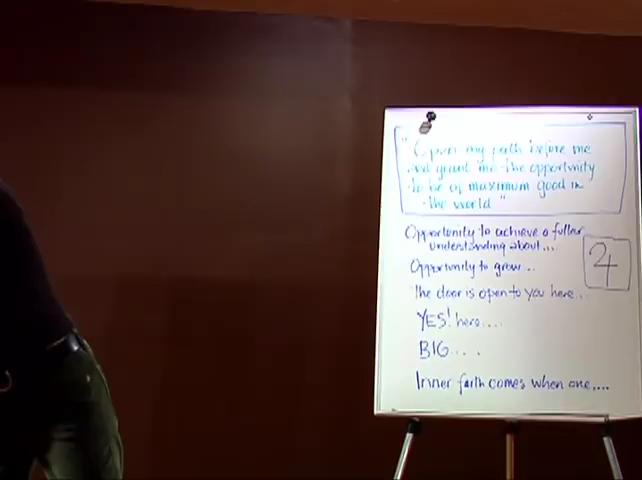 "Open my path before me
and grant me the opportunity
to be of maximum good in
the world"
Opportunity to achieve a fuller
understanding about...
Opportunity to grow...
The door is open to you here...
YES! here....
BIG....
Inner faith comes when one,...